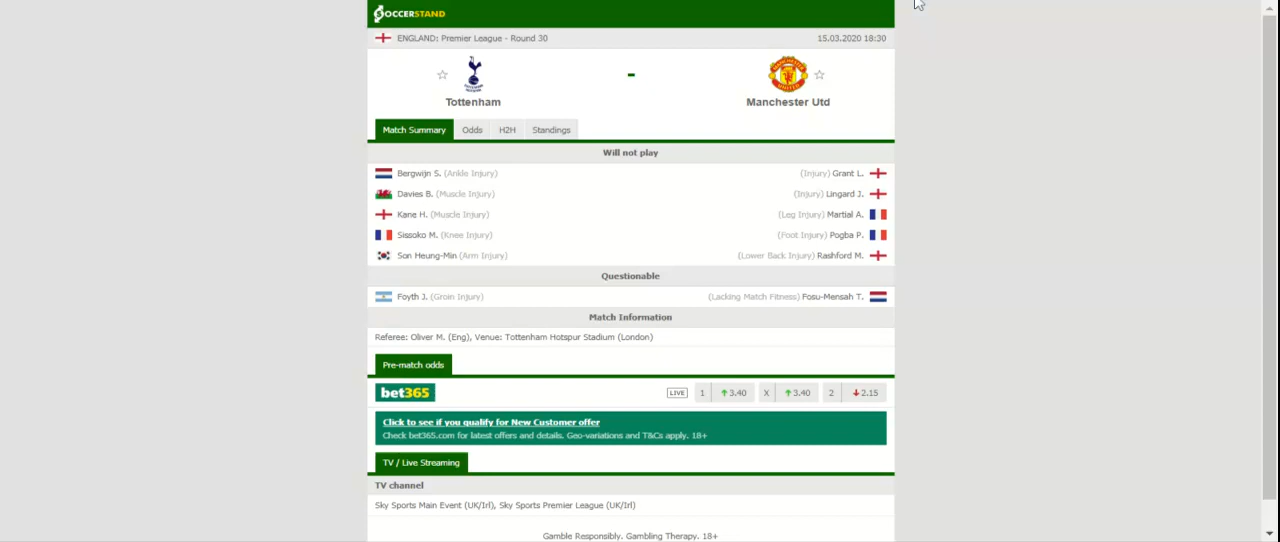 SOCCERSTAND
ENGLAND: Premier League - Round 30 15.03.2020 18:30
-
Tottenham Manchester Utd
Match Summary Odds H2H Standings
Will not play
Bergwijn S. (Ankle Injury) (Injury) Grant L.
Davies B. (Muscle Injury) (Injury) Lingard J.
Kane H. (Muscle Injury) (Leg Injury) Martial A.
Sissoko M. (Knee Injury) (Foot Injury) Pogba P.
Son Heung-Min (Arm Injury) (Lower Back Injury) Rashford M.
Questionable
Foyth J. (Groin Injury) (Lacking Match Fitness) Fosu-Mensah T.
Match Information
Referee: Oliver M. (Eng), Venue: Tottenham Hotspur Stadium (London)
Pre-match odds
bet365 LIVE 1 3.40 X 3.40 2 2.15
Click to see if you qualify for New Customer offer
Check bet365.com for latest offers and details. Geo-variations and T&Cs apply. 18+
TV / Live Streaming
TV channel
Sky Sports Main Event (UK/Irl), Sky Sports Premier League (UK/Irl)
Gamble Responsibly. Gambling Therapy. 18+